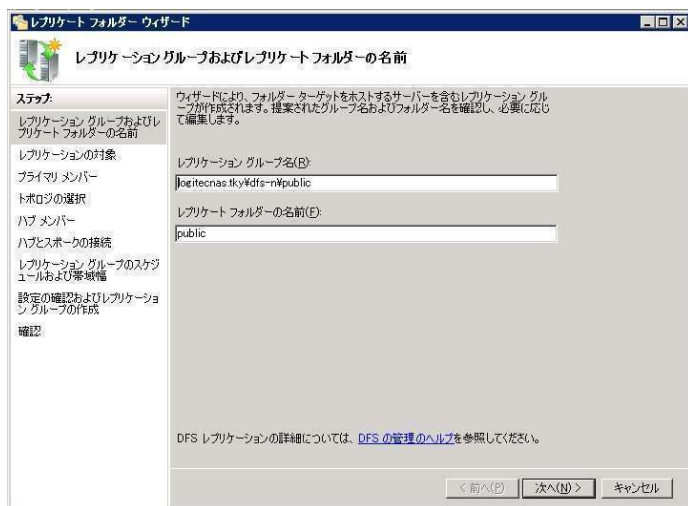 レプリケート フォルダー ウィザード
レプリケーション グループおよびレプリケート フォルダーの名前
ステップ:
レプリケーション グループおよびレ
プリケート フォルダーの名前
レプリケーションの対象
プライマリ メンバー
トポロジの選択
ハブ メンバー
ハブとスポークの接続
レプリケーション グループのスケジ
ュールおよび帯域幅
設定の確認およびレプリケーショ
ン グループの作成
確認
ウィザードにより、フォルダー ターゲットをホストするサーバーを含むレプリケーション グル
ープが作成されます。提案されたグループ名およびフォルダー名を確認し、必要に応じ
て編集します。
レプリケーション グループ名(R):
logitecnas.tky¥dfs-n¥public
レプリケート フォルダーの名前(F):
public
DFS レプリケーションの詳細については、DFS の管理のヘルプを参照してください。
< 前へ(P)
次へ(N) >
キャンセル